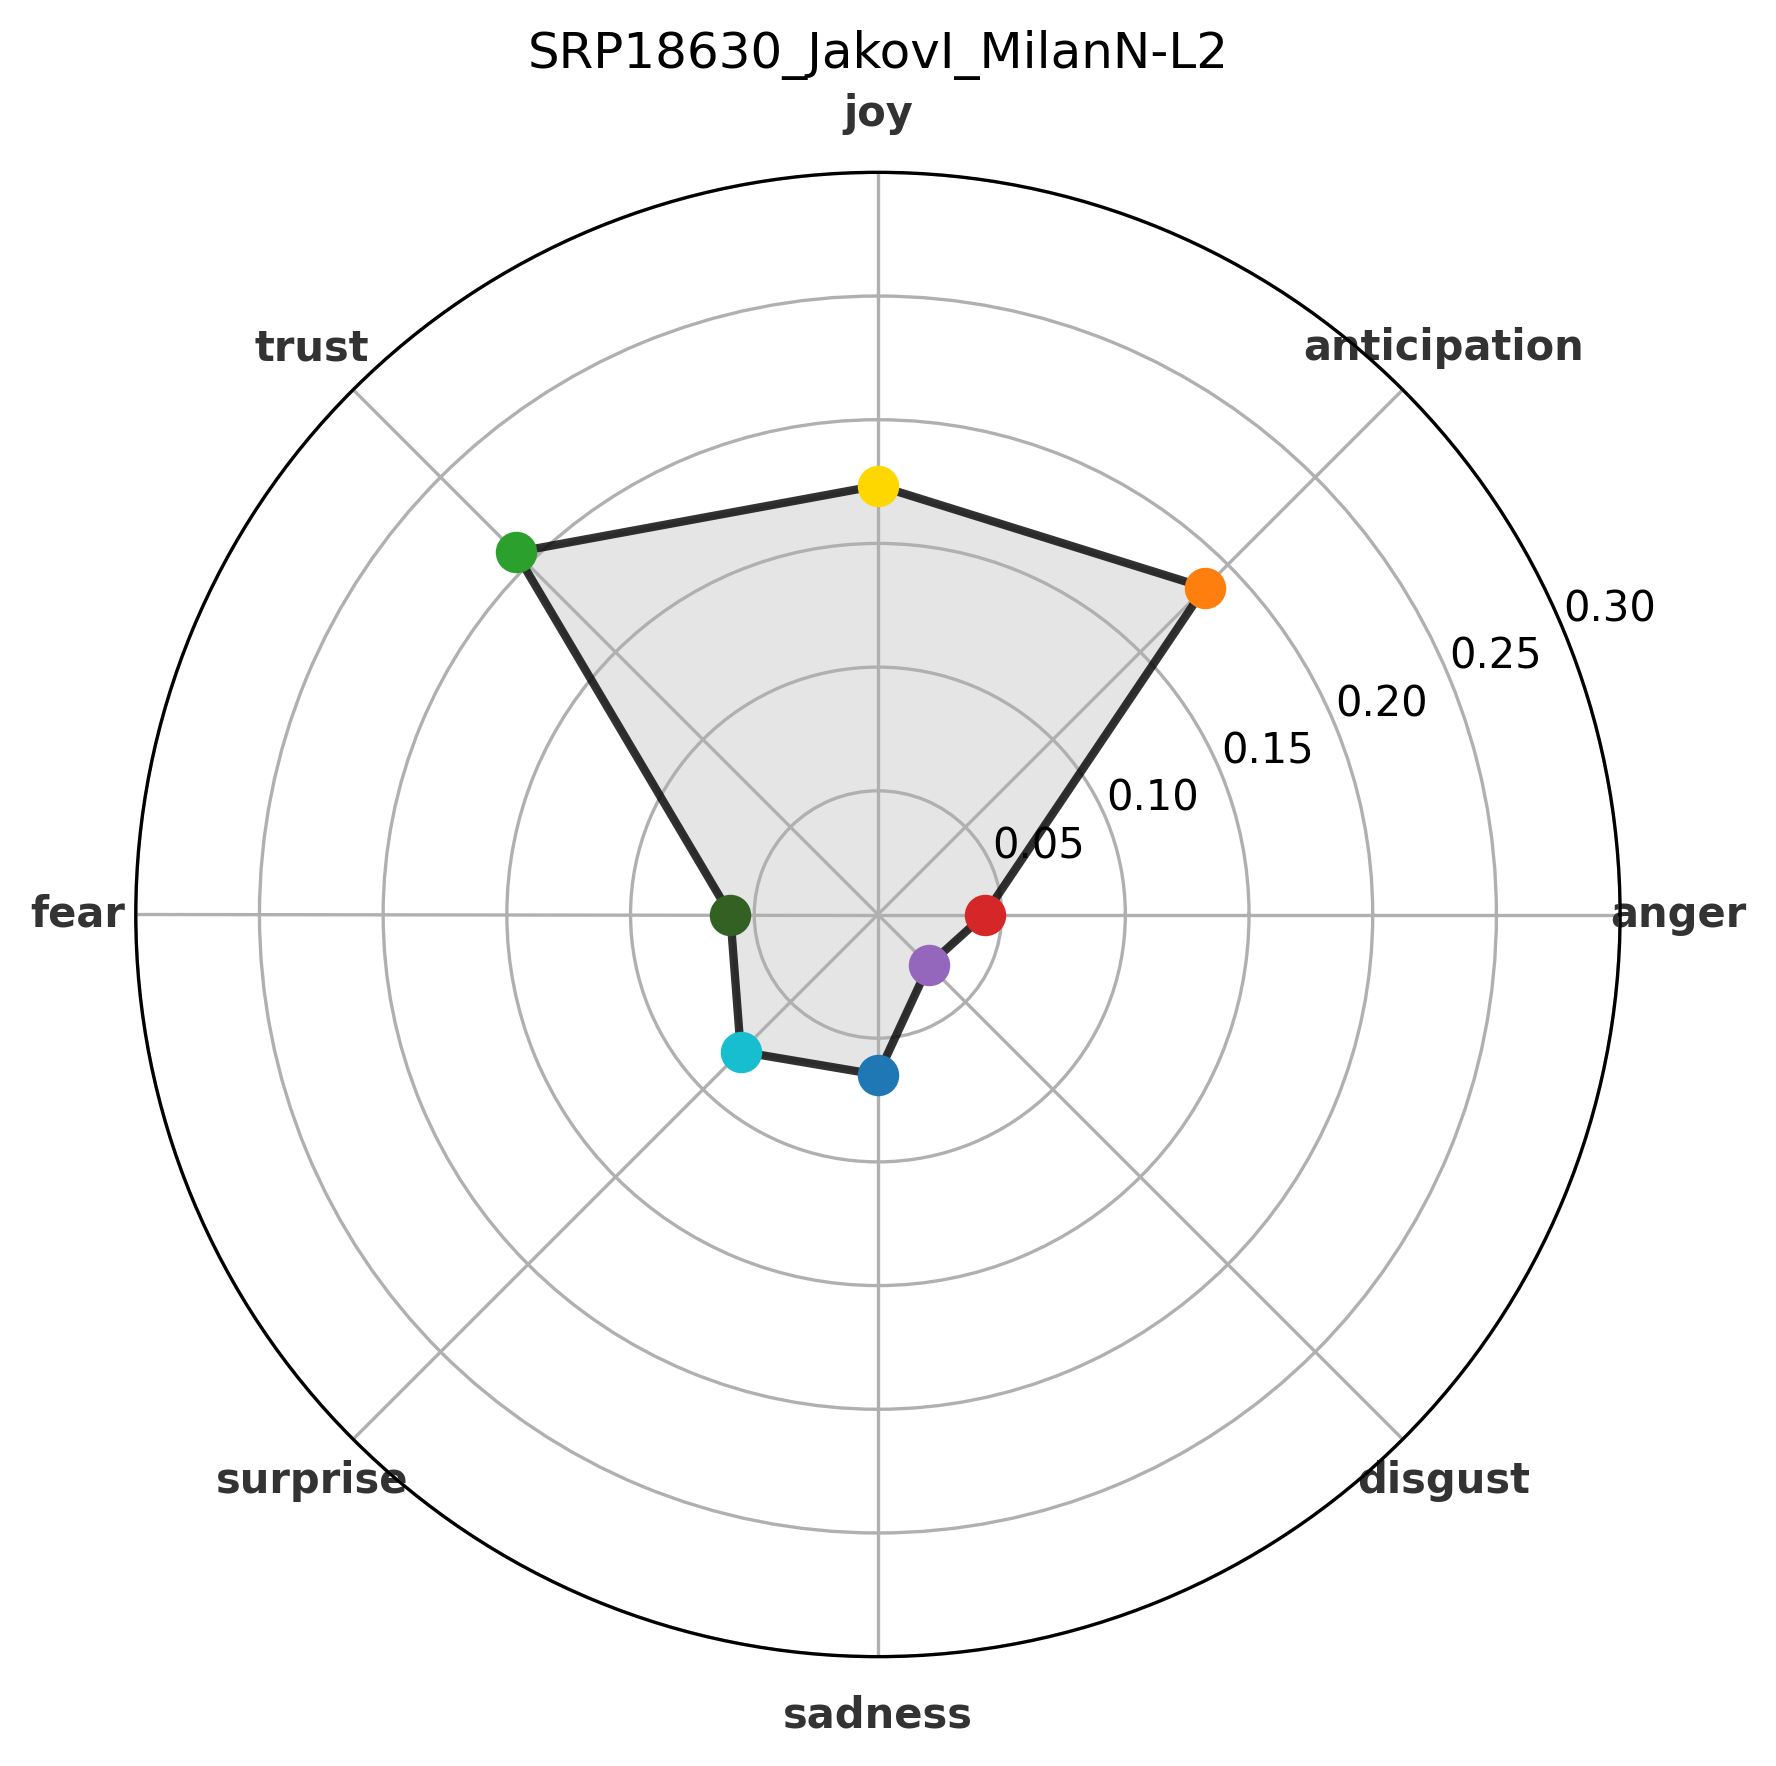 SRP18630_JakovI_MilanN-L2
joy
trust
anticipation
0.30
0.25
0.20
0.15
0.10
0.05
fear
anger
surprise
disgust
sadness